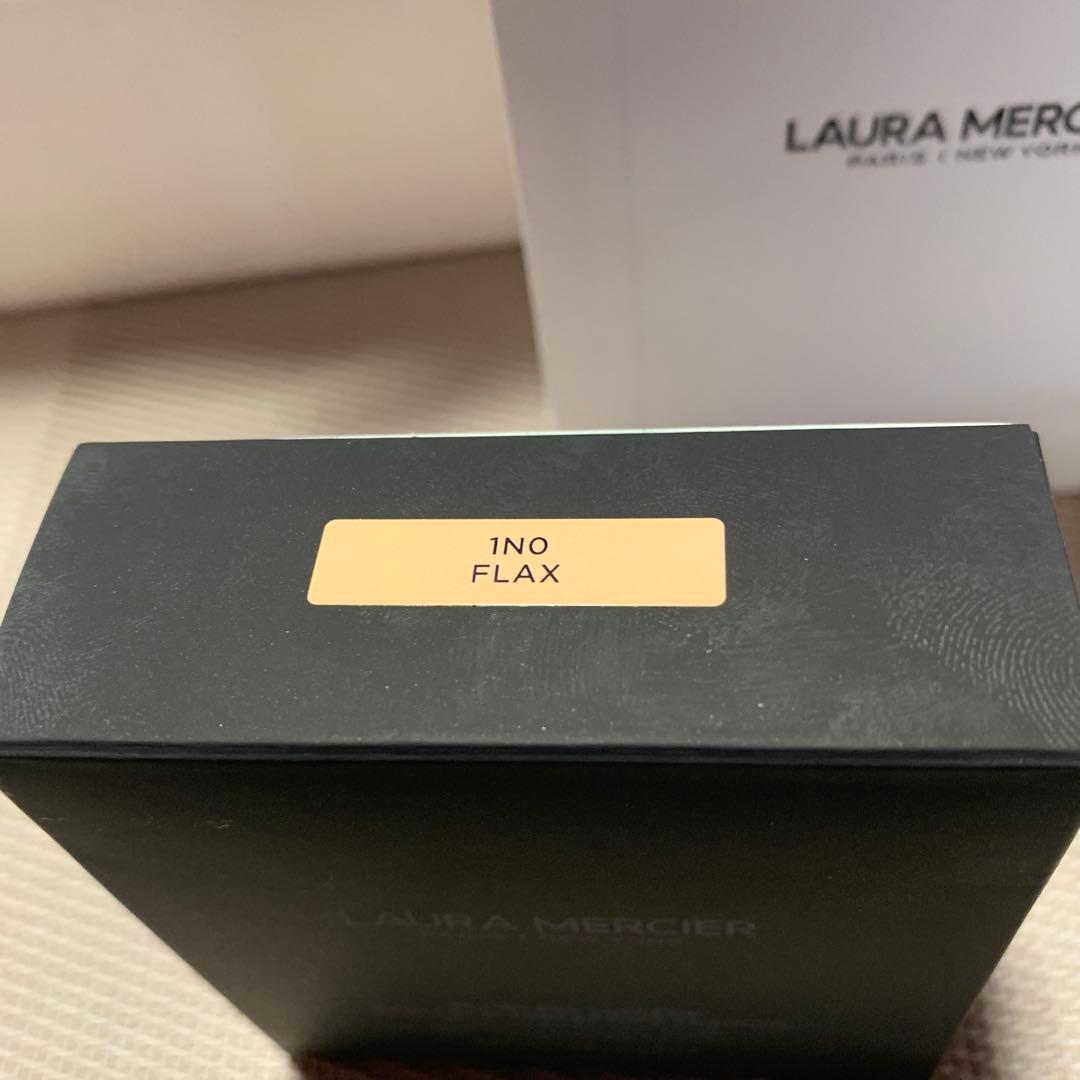 LAURA MERC
PARIS | NEW YORK
1N0
FLAX
LAURA MERCIER